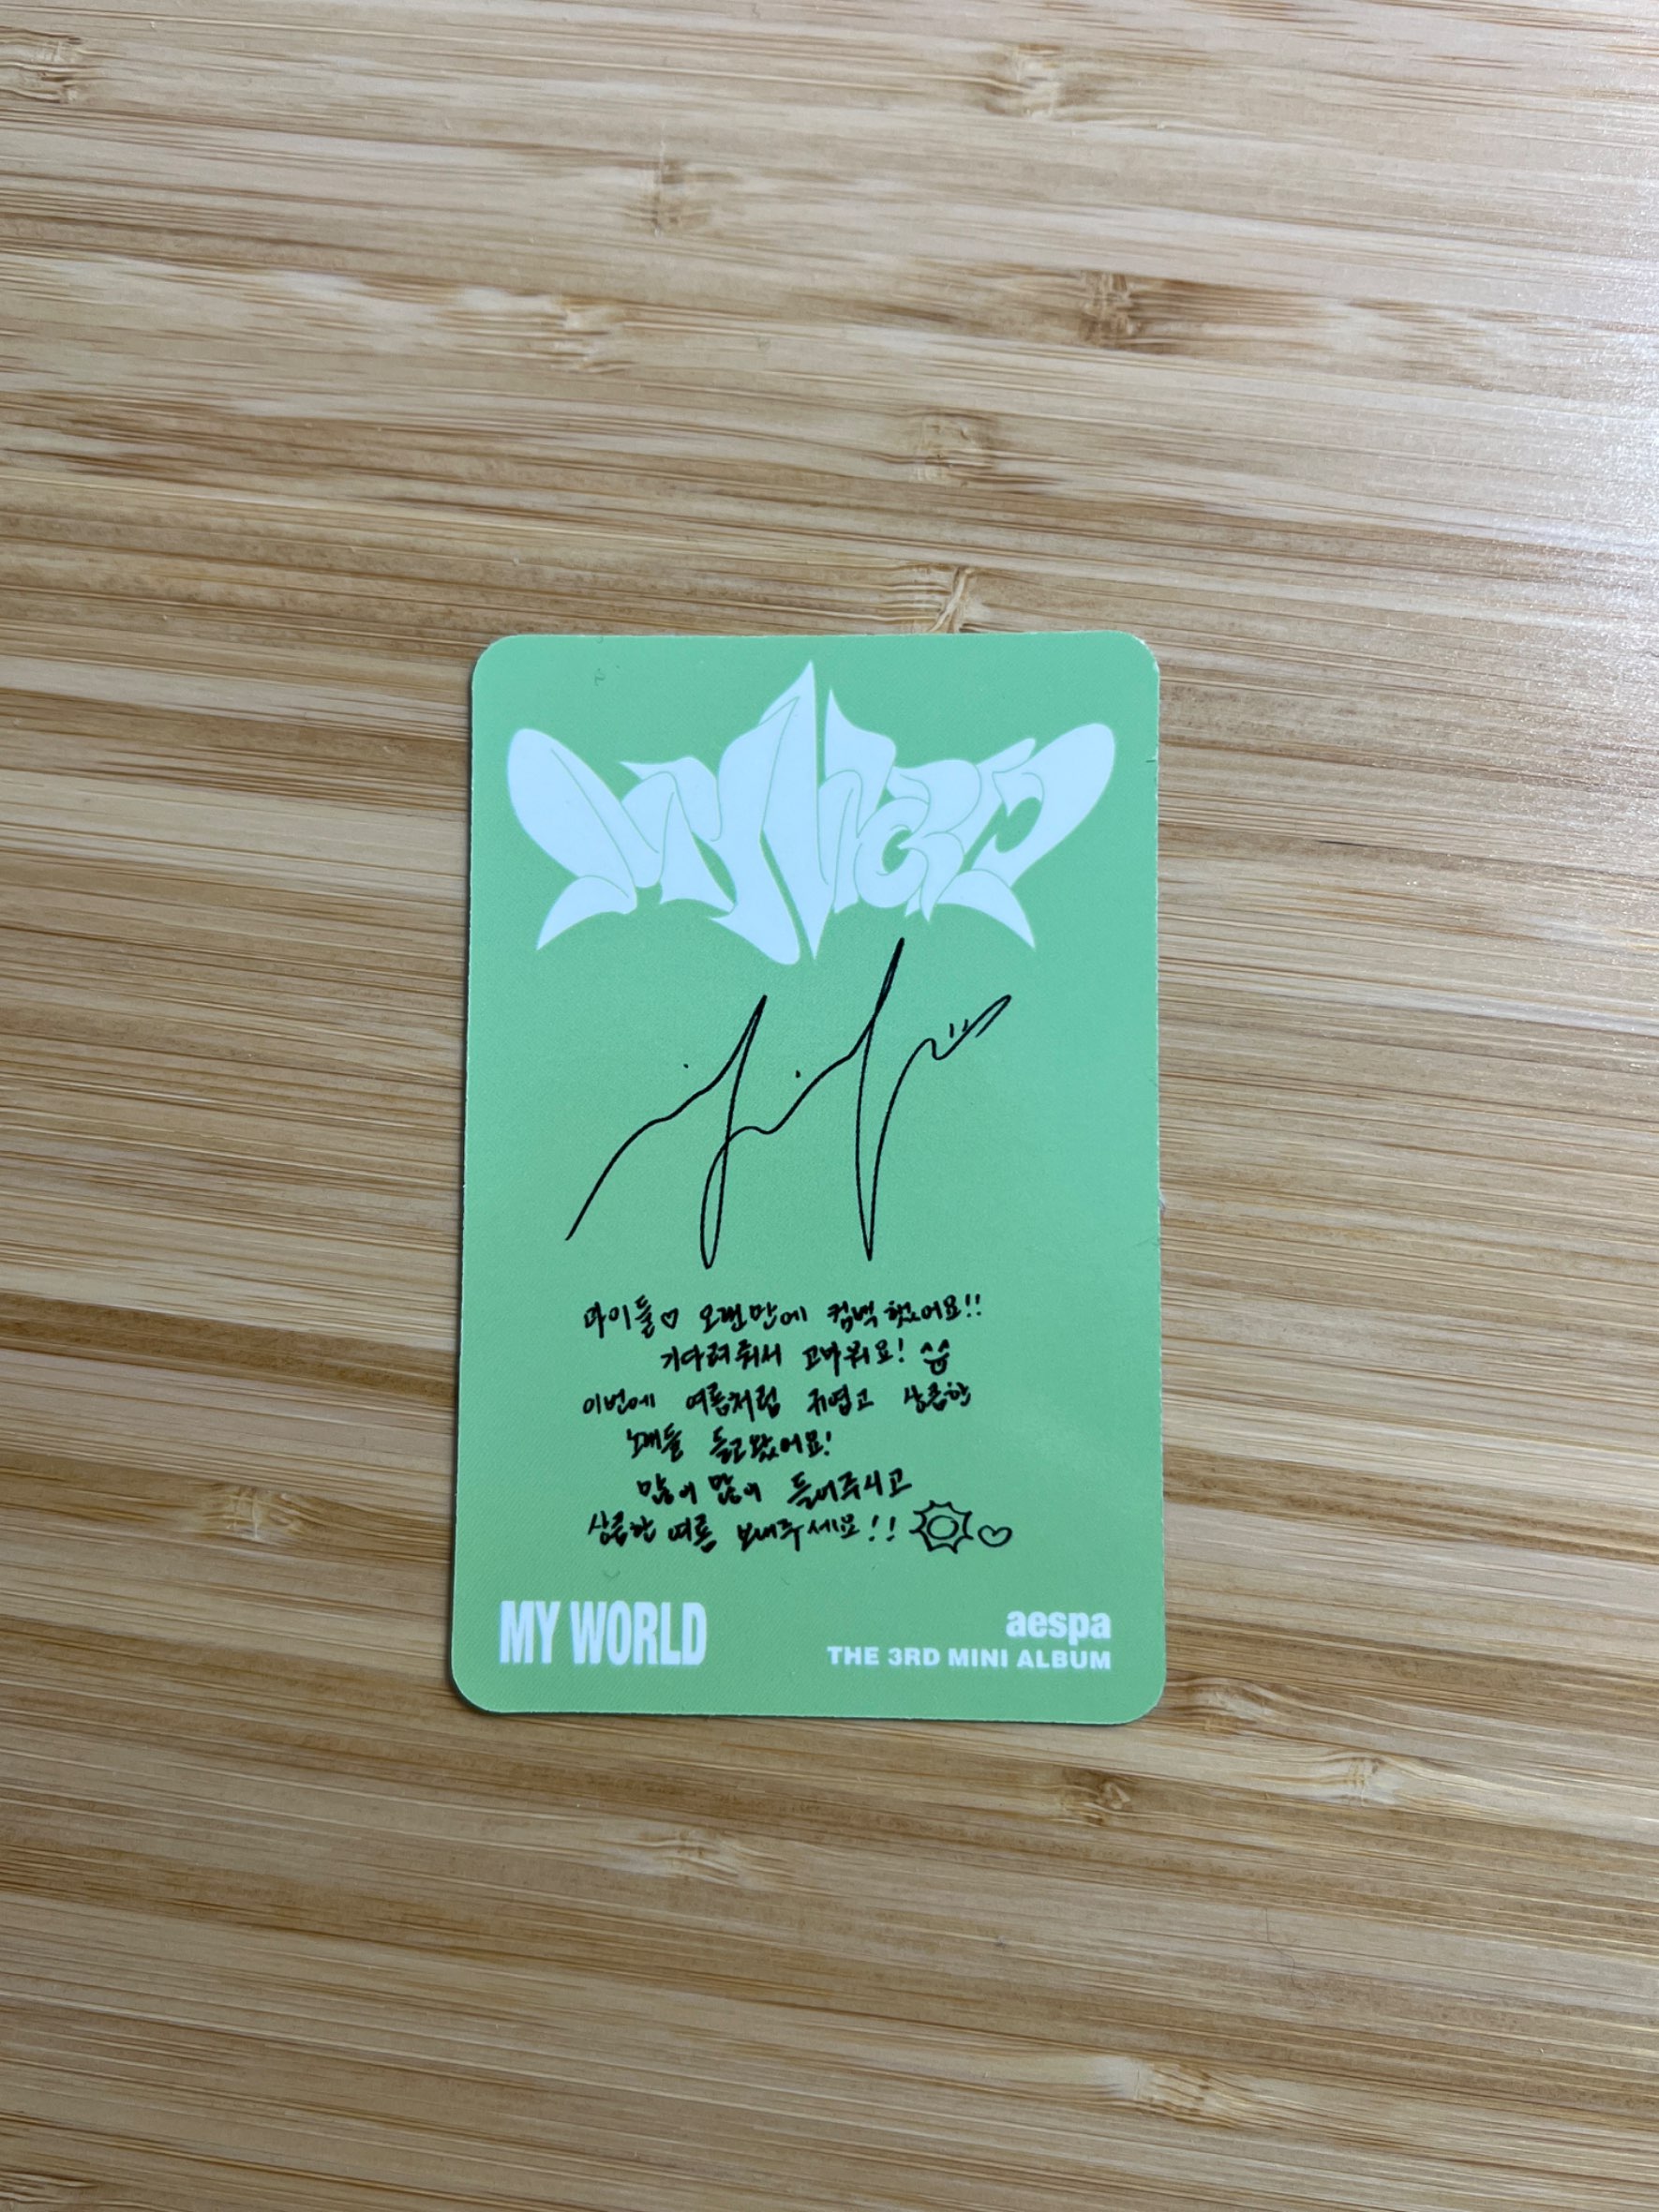 MY WORLD
마이들♡ 오랜만에 컴백했어요!!
기다려줘서 고마워요!
이번에 여름처럼 귀엽고 상큼한
노래들 들고왔어요!
많이 많이 들어주시고
상큼한 여름 보내주세요!!
MY WORLD
aespa
THE 3RD MINI ALBUM